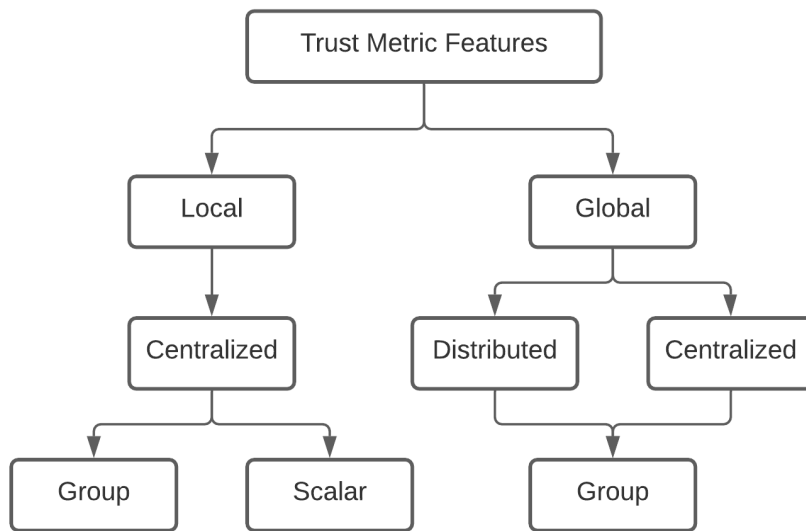 Trust Metric Features
Local
Global
Centralized
Distributed
Centralized
Group
Scalar
Group